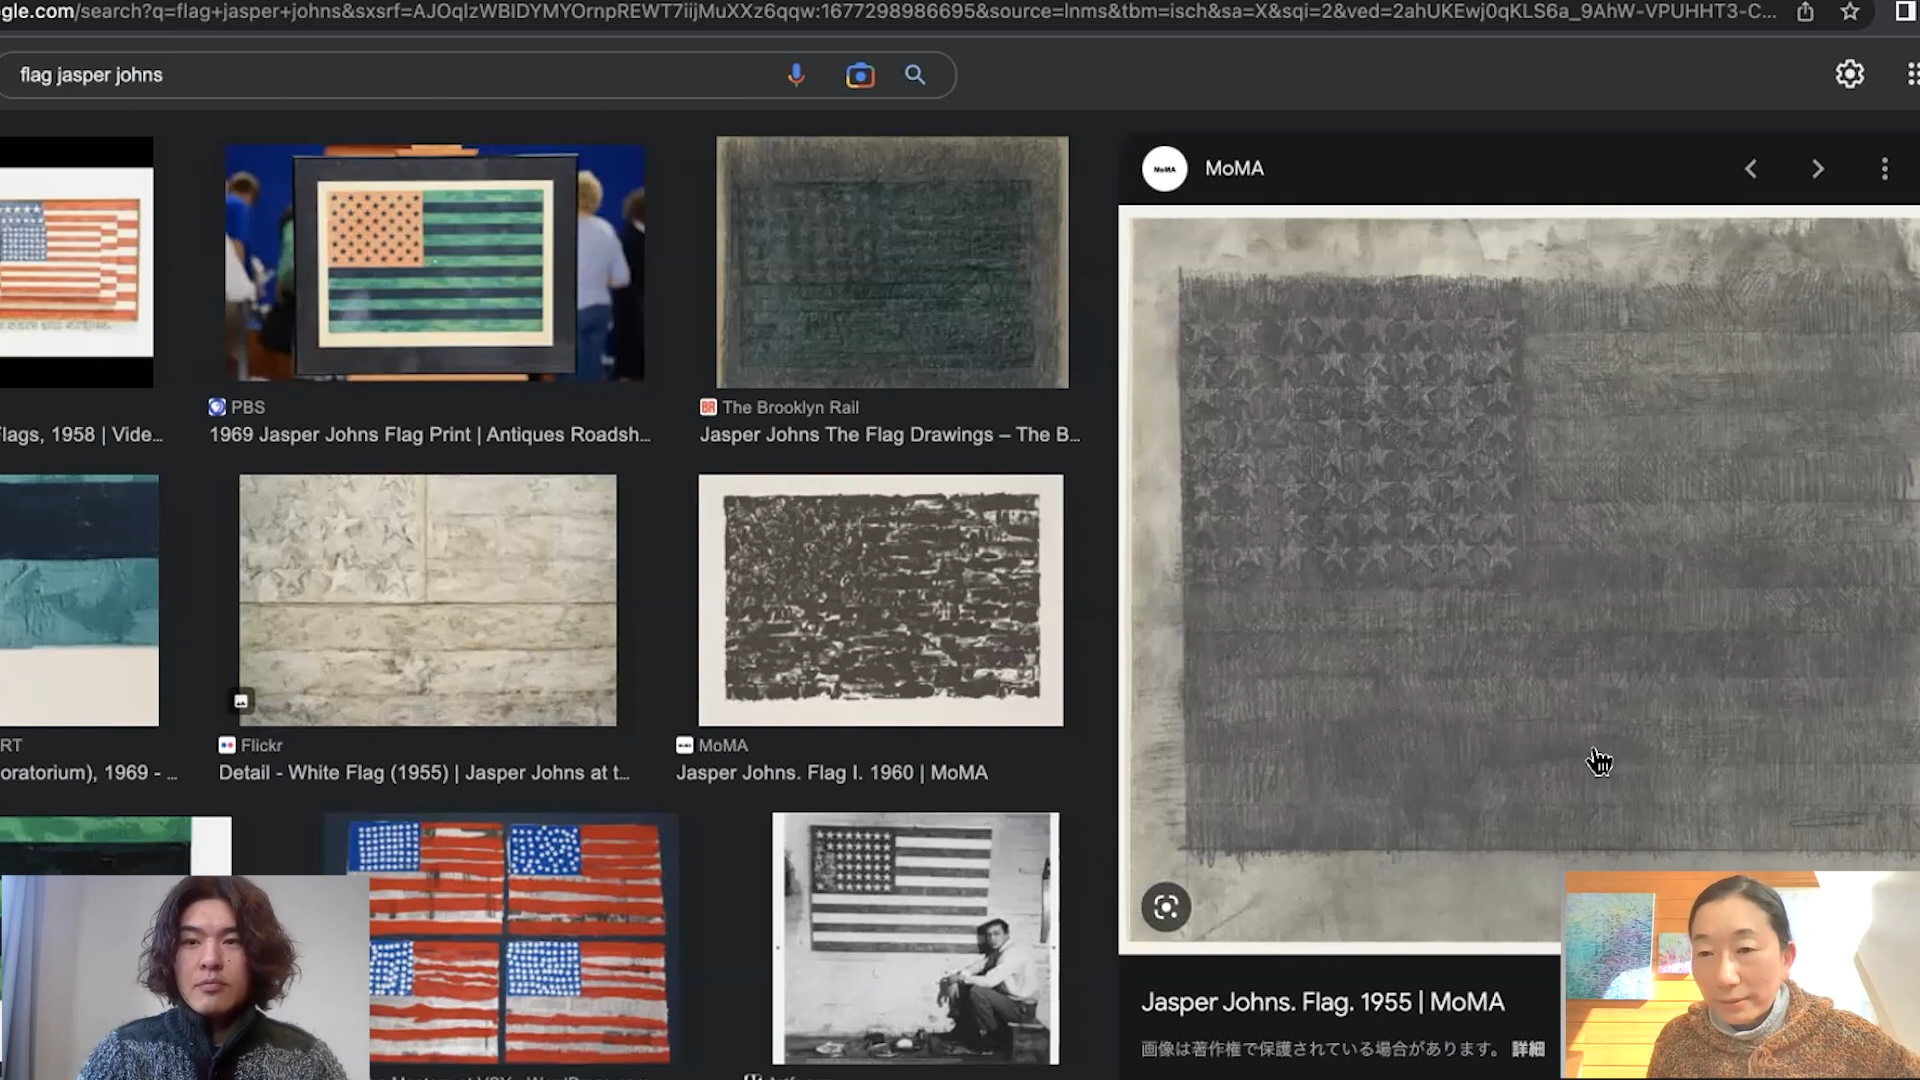 gle.com/search?q=flag+jasper+johns&sxsrf=AJOqlzWBIDYMYOrnpREWT7iijMuXXz6qqw:1677298986695&source=lnms&tbm=isch&sa=X&sqi=2&ved=2ahUKEwj0qKLS6a_9AhW-VPUHHT3-C...
flag jasper johns
MoMA
MoMA
PBS
The Brooklyn Rail
Flags, 1958 | Vide...
1969 Jasper Johns Flag Print | Antiques Roadsh...
Jasper Johns The Flag Drawings – The B...
RT
Flickr
MoMA
oratorium), 1969 - ...
Detail - White Flag (1955) | Jasper Johns at t...
Jasper Johns. Flag I. 1960 | MoMA
Jasper Johns. Flag. 1955 | MoMA
画像は著作権で保護されている場合があります。 詳細